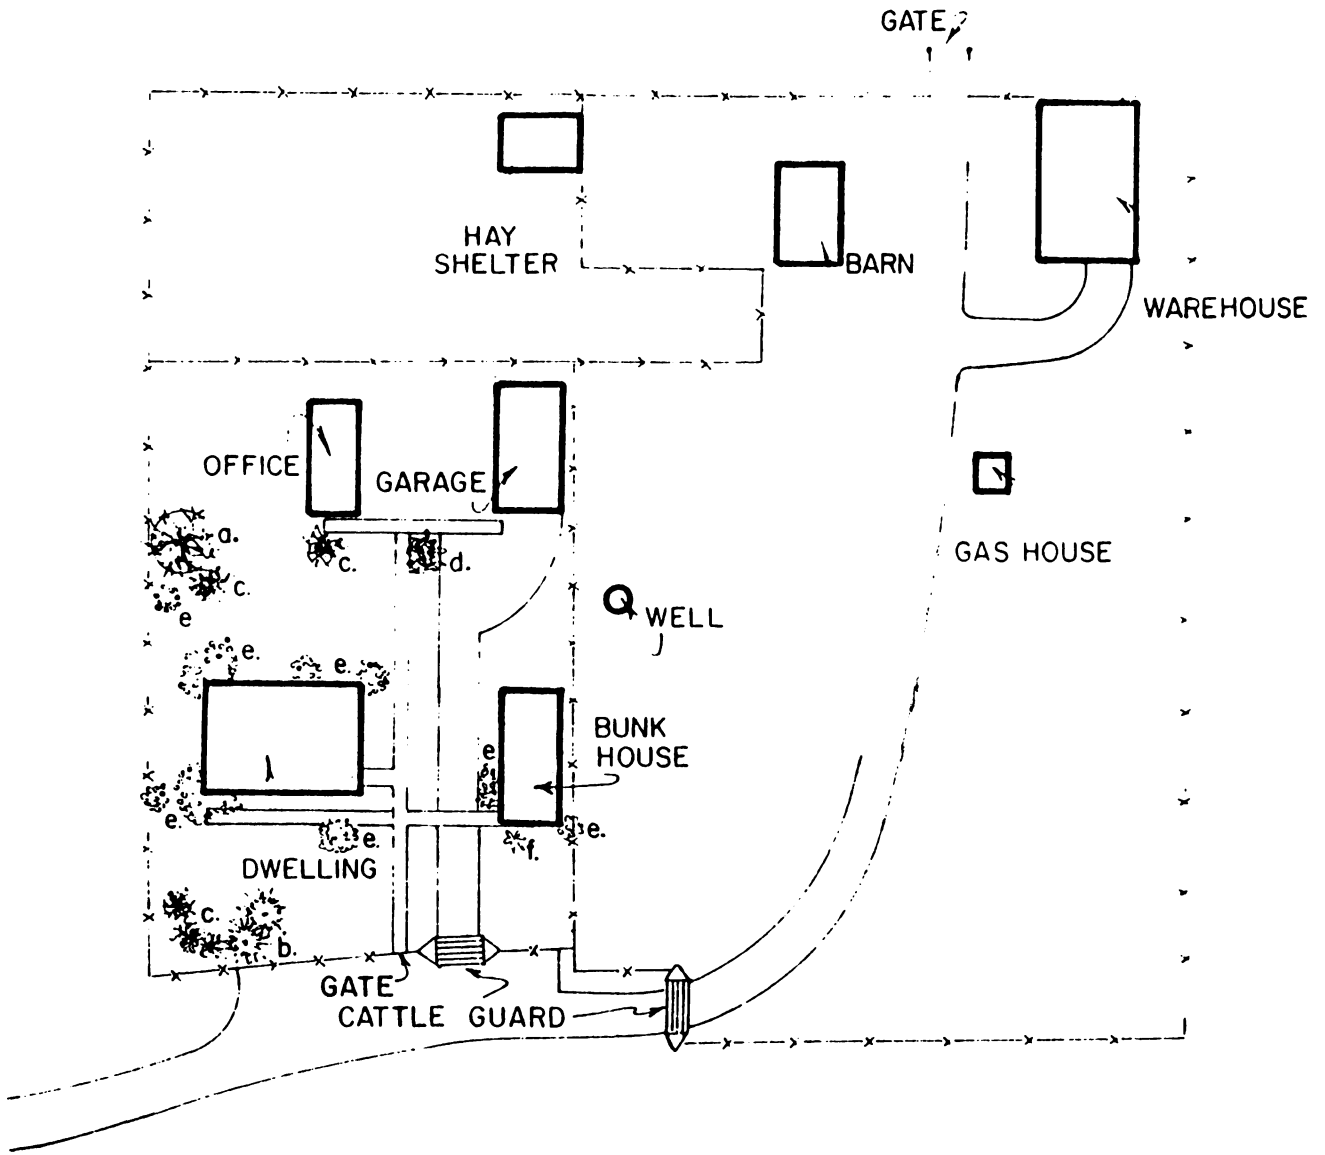 GATE
HAY
SHELTER
BARN
WAREHOUSE
OFFICE
GARAGE
GAS HOUSE
a.
c.
d.
c.
e
WELL
e.
e.
BUNK
HOUSE
e
e.
e.
e.
f.
DWELLING
c.
b.
GATE
CATTLE GUARD